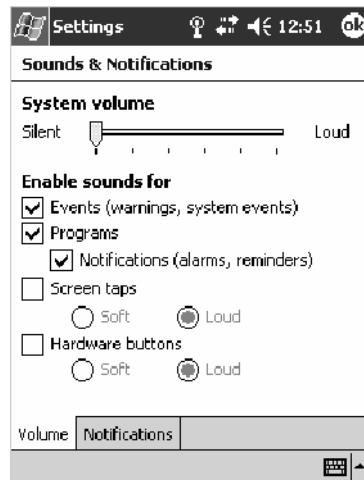 Settings 12:51 ok
Sounds & Notifications
System volume
Silent Loud
Enable sounds for
Events (warnings, system events)
Programs
Notifications (alarms, reminders)
Screen taps
Soft Loud
Hardware buttons
Soft Loud
Volume Notifications